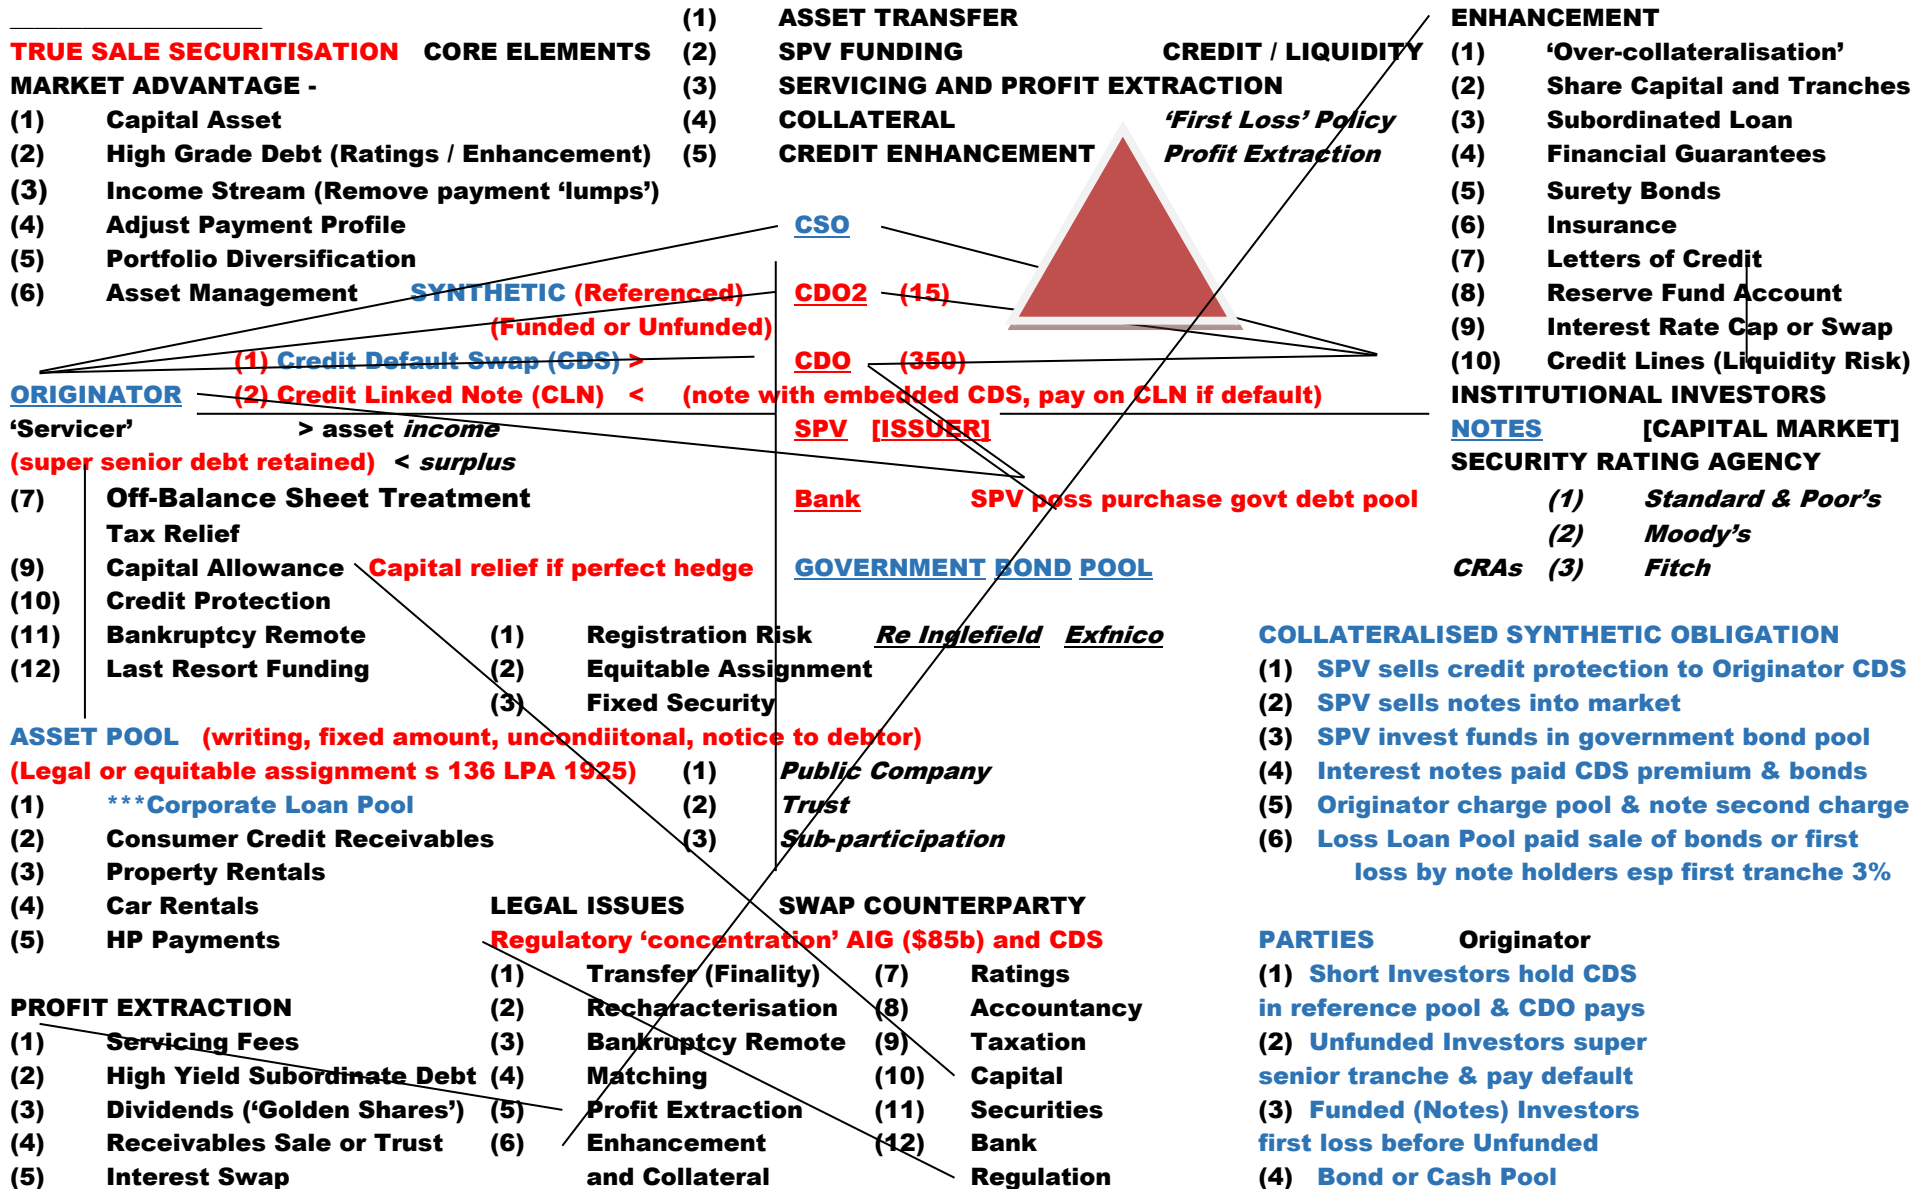 (1) ASSET TRANSFER ENHANCEMENT
TRUE SALE SECURITISATION CORE ELEMENTS (2) SPV FUNDING CREDIT / LIQUIDITY (1) ‘Over-collateralisation’
MARKET ADVANTAGE - (3) SERVICING AND PROFIT EXTRACTION (2) Share Capital and Tranches
(1) Capital Asset (4) COLLATERAL ‘First Loss’ Policy (3) Subordinated Loan
(2) High Grade Debt (Ratings / Enhancement) (5) CREDIT ENHANCEMENT Profit Extraction (4) Financial Guarantees
(3) Income Stream (Remove payment ‘lumps’) (5) Surety Bonds
(4) Adjust Payment Profile CSO (6) Insurance
(5) Portfolio Diversification (7) Letters of Credit
(6) Asset Management SYNTHETIC (Referenced) CDO2 (15) (8) Reserve Fund Account
(Funded or Unfunded) (9) Interest Rate Cap or Swap
(1) Credit Default Swap (CDS) > CDO (350) (10) Credit Lines (Liquidity Risk)
ORIGINATOR (2) Credit Linked Note (CLN) < (note with embedded CDS, pay on CLN if default) INSTITUTIONAL INVESTORS
‘Servicer’ > asset income SPV [ISSUER] NOTES [CAPITAL MARKET]
(super senior debt retained) < surplus SECURITY RATING AGENCY
(7) Off-Balance Sheet Treatment Bank SPV poss purchase govt debt pool (1) Standard & Poor’s
Tax Relief (2) Moody’s
(9) Capital Allowance Capital relief if perfect hedge GOVERNMENT BOND POOL CRAs (3) Fitch
(10) Credit Protection
(11) Bankruptcy Remote (1) Registration Risk Re Inglefield Exfnico COLLATERALISED SYNTHETIC OBLIGATION
(12) Last Resort Funding (2) Equitable Assignment (1) SPV sells credit protection to Originator CDS
(3) Fixed Security (2) SPV sells notes into market
ASSET POOL (writing, fixed amount, uncondiitonal, notice to debtor) (3) SPV invest funds in government bond pool
(Legal or equitable assignment s 136 LPA 1925) (1) Public Company (4) Interest notes paid CDS premium & bonds
(1) ***Corporate Loan Pool (2) Trust (5) Originator charge pool & note second charge
(2) Consumer Credit Receivables (3) Sub-participation (6) Loss Loan Pool paid sale of bonds or first
(3) Property Rentals loss by note holders esp first tranche 3%
(4) Car Rentals LEGAL ISSUES SWAP COUNTERPARTY
(5) HP Payments Regulatory ‘concentration’ AIG ($85b) and CDS PARTIES Originator
(1) Transfer (Finality) (7) Ratings (1) Short Investors hold CDS
PROFIT EXTRACTION (2) Recharacterisation (8) Accountancy in reference pool & CDO pays
(1) Servicing Fees (3) Bankruptcy Remote (9) Taxation (2) Unfunded Investors super
(2) High Yield Subordinate Debt (4) Matching (10) Capital senior tranche & pay default
(3) Dividends (‘Golden Shares’) (5) Profit Extraction (11) Securities (3) Funded (Notes) Investors
(4) Receivables Sale or Trust (6) Enhancement (12) Bank first loss before Unfunded
(5) Interest Swap and Collateral Regulation (4) Bond or Cash Pool